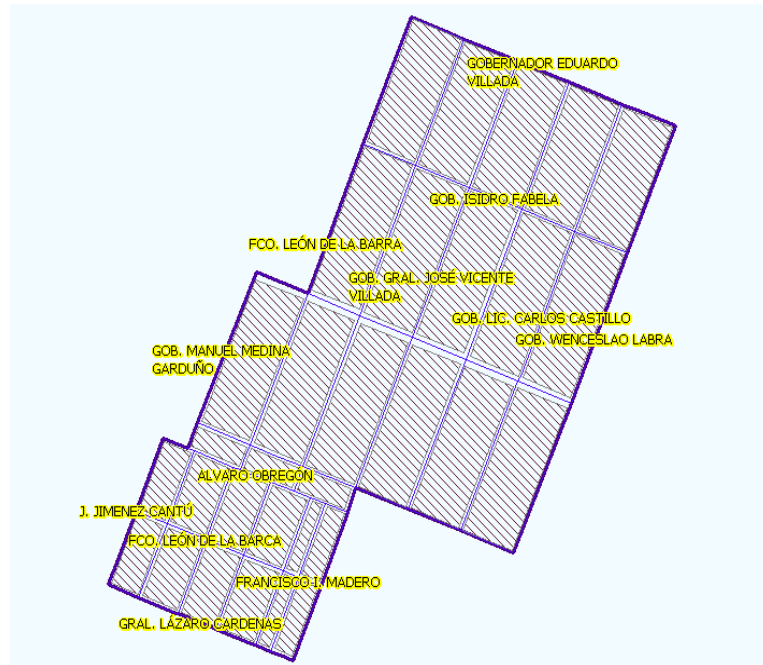 GOBERNADOR EDUARDO
VILLADA
GOB. ISIDRO FABELA
FCO. LEÓN DE LA BARRA
GOB. GRAL. JOSÉ VICENTE
VILLADA
GOB. LIC. CARLOS CASTILLO
GOB. WENCESLAO LABRA
GOB. MANUEL MEDINA
GARDUÑO
ALVARO OBREGÓN
J. JIMENEZ CANTÚ
FCO. LEÓN DE LA BARCA
FRANCISCO I. MADERO
GRAL. LÁZARO CARDENAS